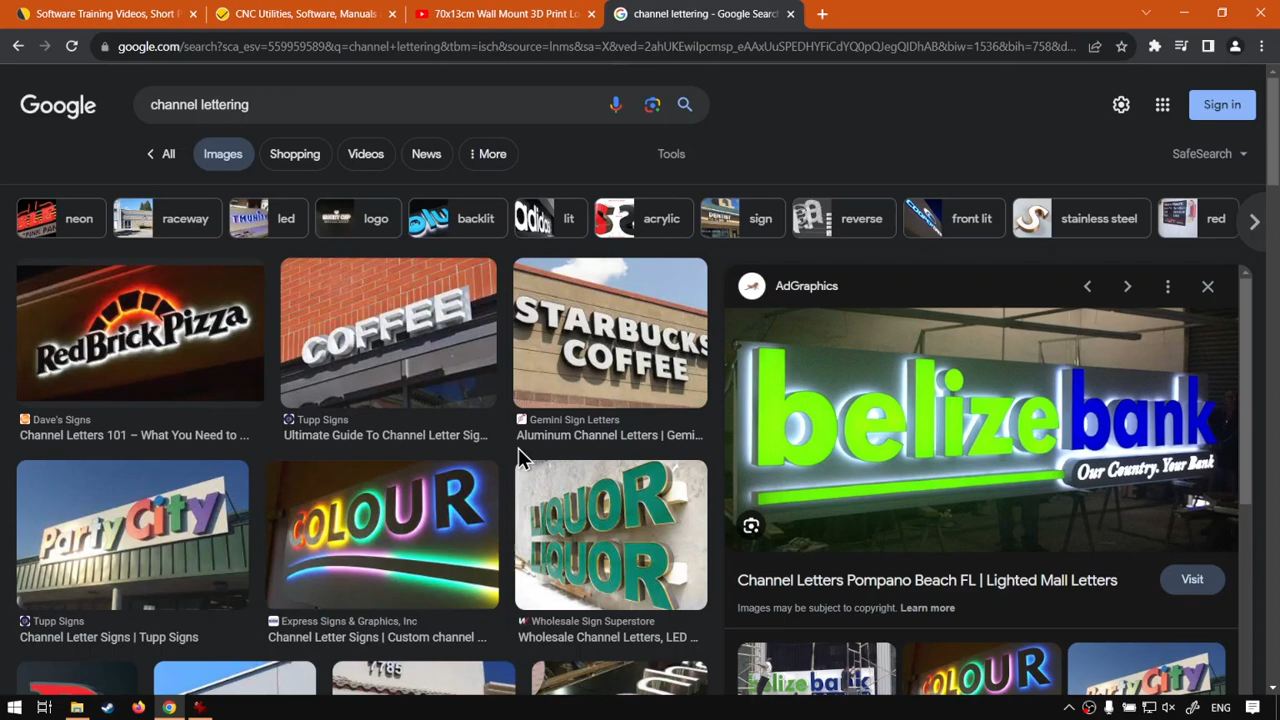 Software Training Videos, Short P
CNC Utilities, Software, Manuals
70x13cm Wall Mount 3D Print Lo
channel lettering - Google Searc
google.com/search?sca_esv=559959589&q=channel+lettering&tbm=isch&source=lnms&sa=X&ved=2ahUKEwiIpcmsp_eAAxUuSPEDHYFiCdYQ0pQJegQIDhAB&biw=1536&bih=758&d...
Google
channel lettering
Sign in
All
Images
Shopping
Videos
News
More
Tools
SafeSearch
neon
raceway
led
logo
backlit
lit
acrylic
sign
reverse
front lit
stainless steel
red
RedBrickPizza
COFFEE
STARBUCKS
COFFEE
Dave's Signs
Channel Letters 101 – What You Need to ...
Tupp Signs
Ultimate Guide To Channel Letter Sig...
Gemini Sign Letters
Aluminum Channel Letters | Gemi...
PartyCity
COLOUR
LIQUOR
LIQUOR
Tupp Signs
Channel Letter Signs | Tupp Signs
Express Signs & Graphics, Inc
Channel Letter Sign | Custom channel ...
Wholesale Sign Superstore
Wholesale Channel Letters, LED ...
1785
AdGraphics
belizebank
Our Country. Your Bank
Channel Letters Pompano Beach FL | Lighted Mall Letters
Visit
Images may be subject to copyright. Learn more
belizebank
COLOUR
PartyCity
ENG